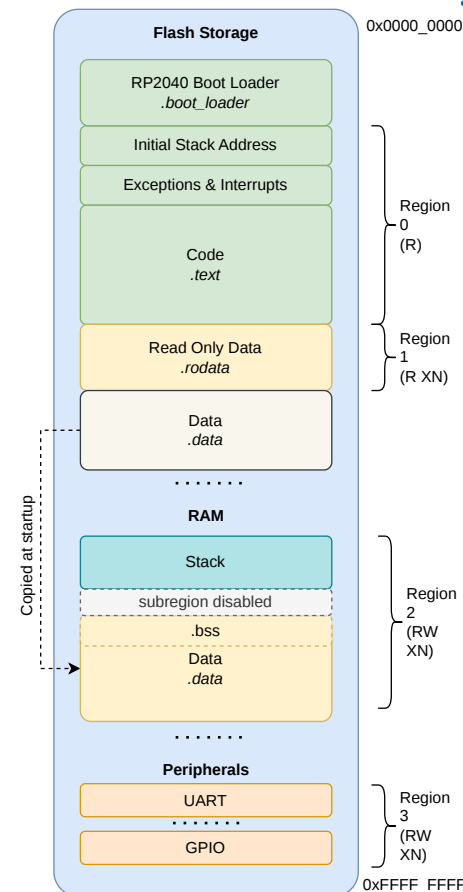 Flash Storage
0x0000_0000
RP2040 Boot Loader
.boot_loader
Initial Stack Address
Exceptions & Interrupts
Code
.text
Region
0
(R)
Read Only Data
.rodata
Region
1
(R XN)
Data
.data
.......
Copied at startup
RAM
Stack
subregion disabled
.bss
Data
.data
Region
2
(RW
XN)
.......
Peripherals
UART
.......
GPIO
Region
3
(RW
XN)
0xFFFF_FFFF